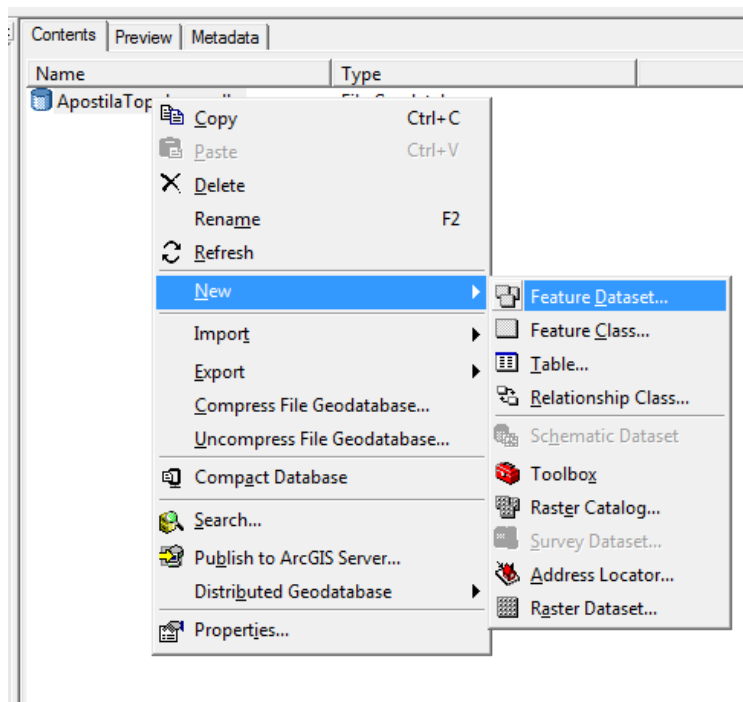 Contents Preview Metadata
Name Type
Copy Ctrl+C
Paste Ctrl+V
Delete
Rename F2
Refresh
New
Import
Export
Compress File Geodatabase...
Uncompress File Geodatabase...
Compact Database
Search...
Publish to ArcGIS Server...
Distributed Geodatabase
Properties...
Feature Dataset...
Feature Class...
Table...
Relationship Class...
Schematic Dataset
Toolbox
Raster Catalog...
Survey Dataset...
Address Locator...
Raster Dataset...